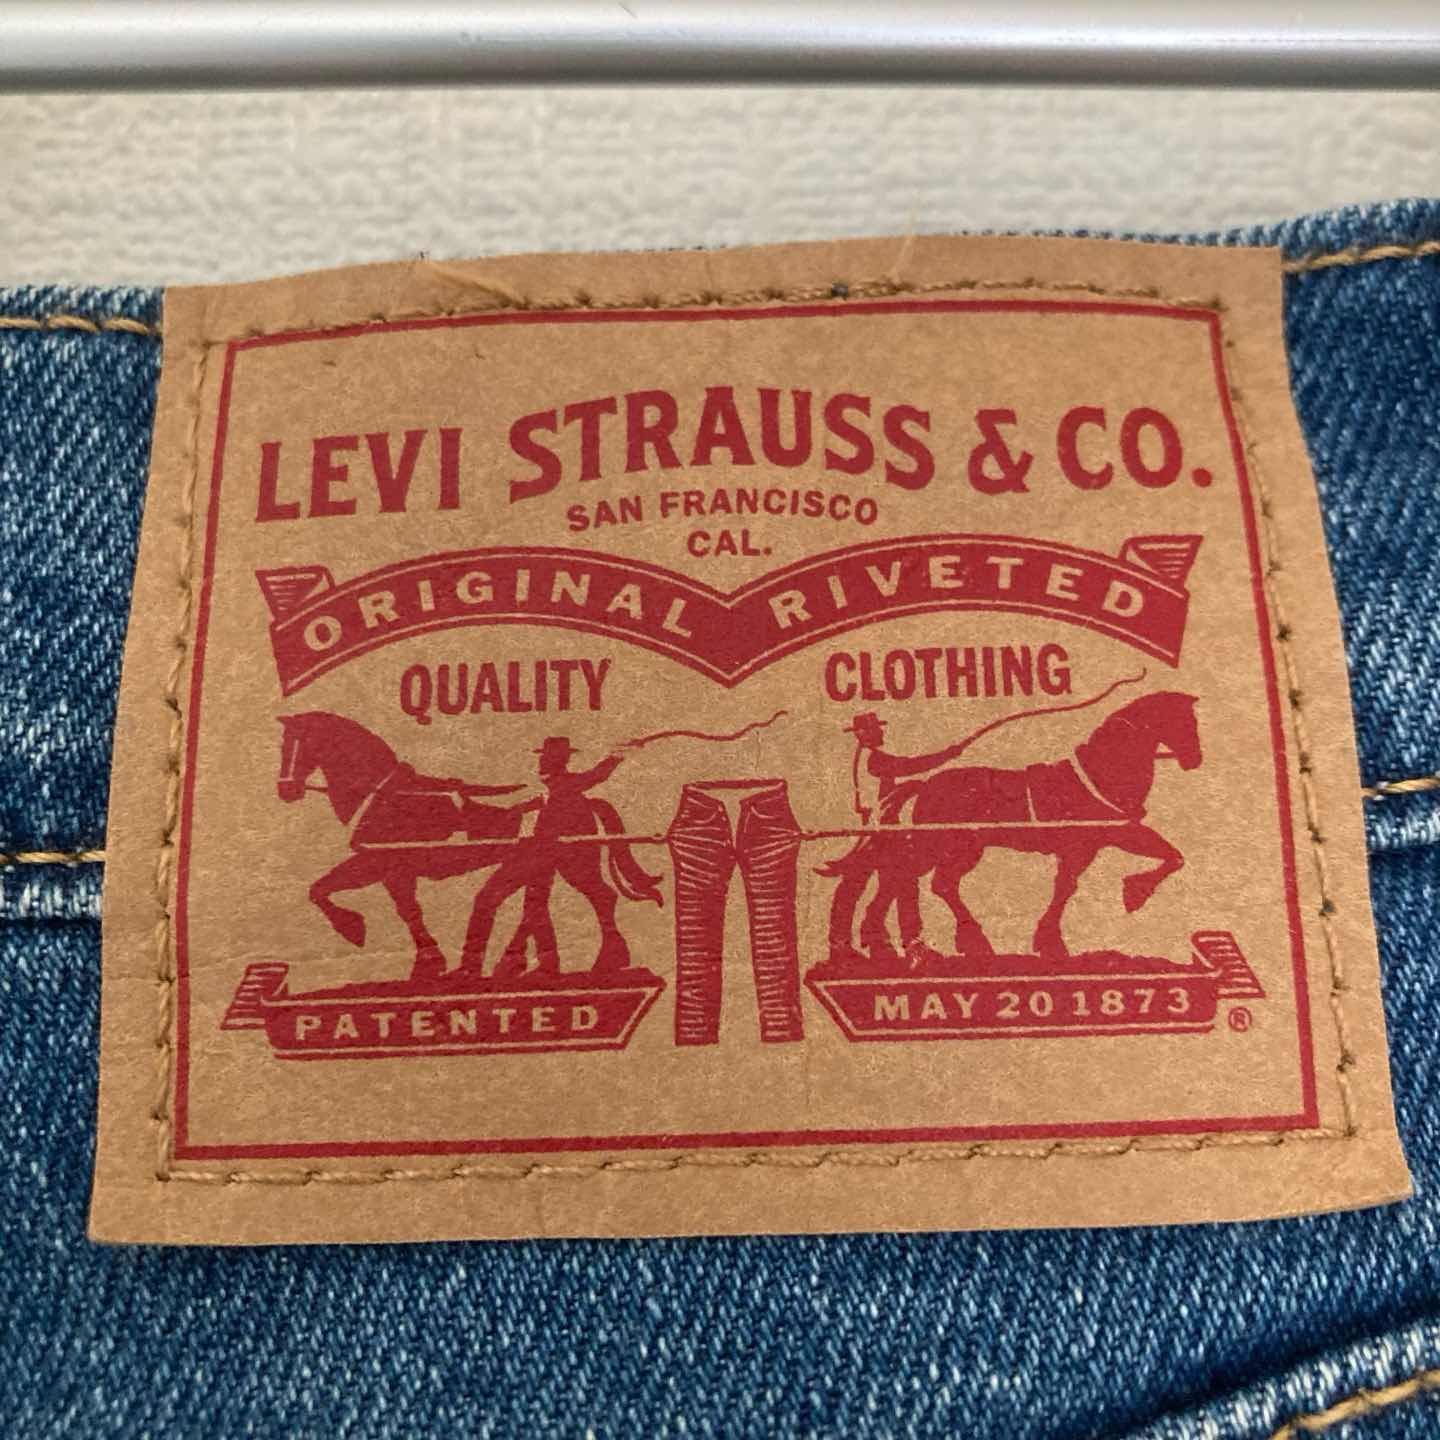 LEVI STRAUSS & CO.
SAN FRANCISCO
CAL.
ORIGINAL RIVETED
QUALITY CLOTHING
PATENTED MAY 20 1873 ®